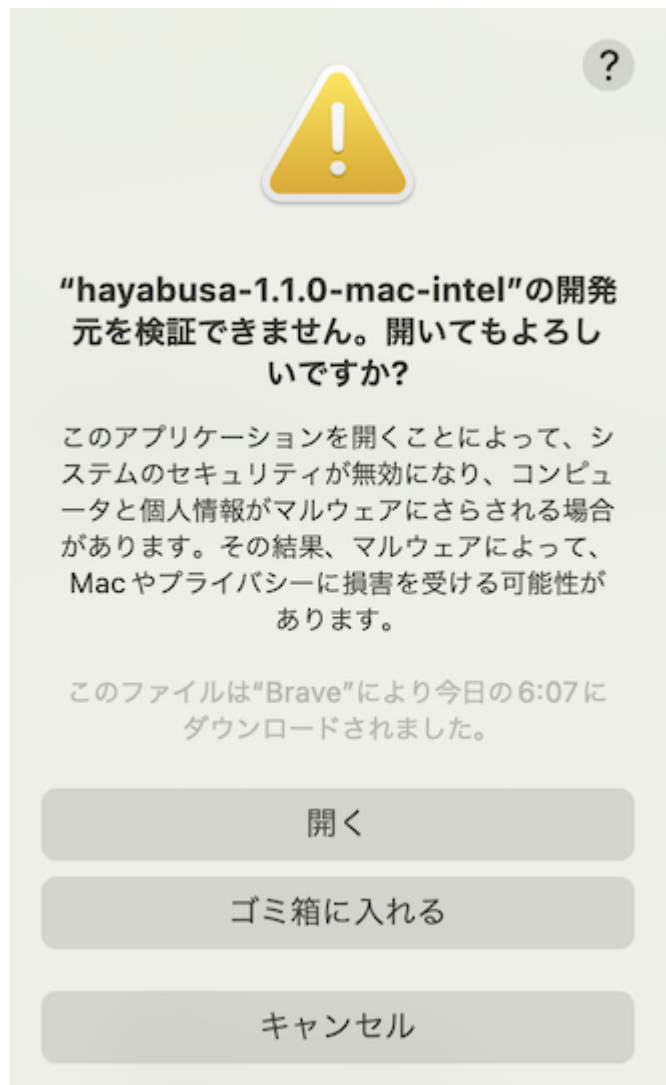 ?
“hayabusa-1.1.0-mac-intel”の開発
元を検証できません。開いてもよろし
いですか?
このアプリケーションを開くことによって、シ
ステムのセキュリティが無効になり、コンピュ
ータと個人情報がマルウェアにさらされる場合
があります。その結果、マルウェアによって、
Macやプライバシーに損害を受ける可能性が
あります。
このファイルは“Brave”により今日の6:07に
ダウンロードされました。
開く
ゴミ箱に入れる
キャンセル